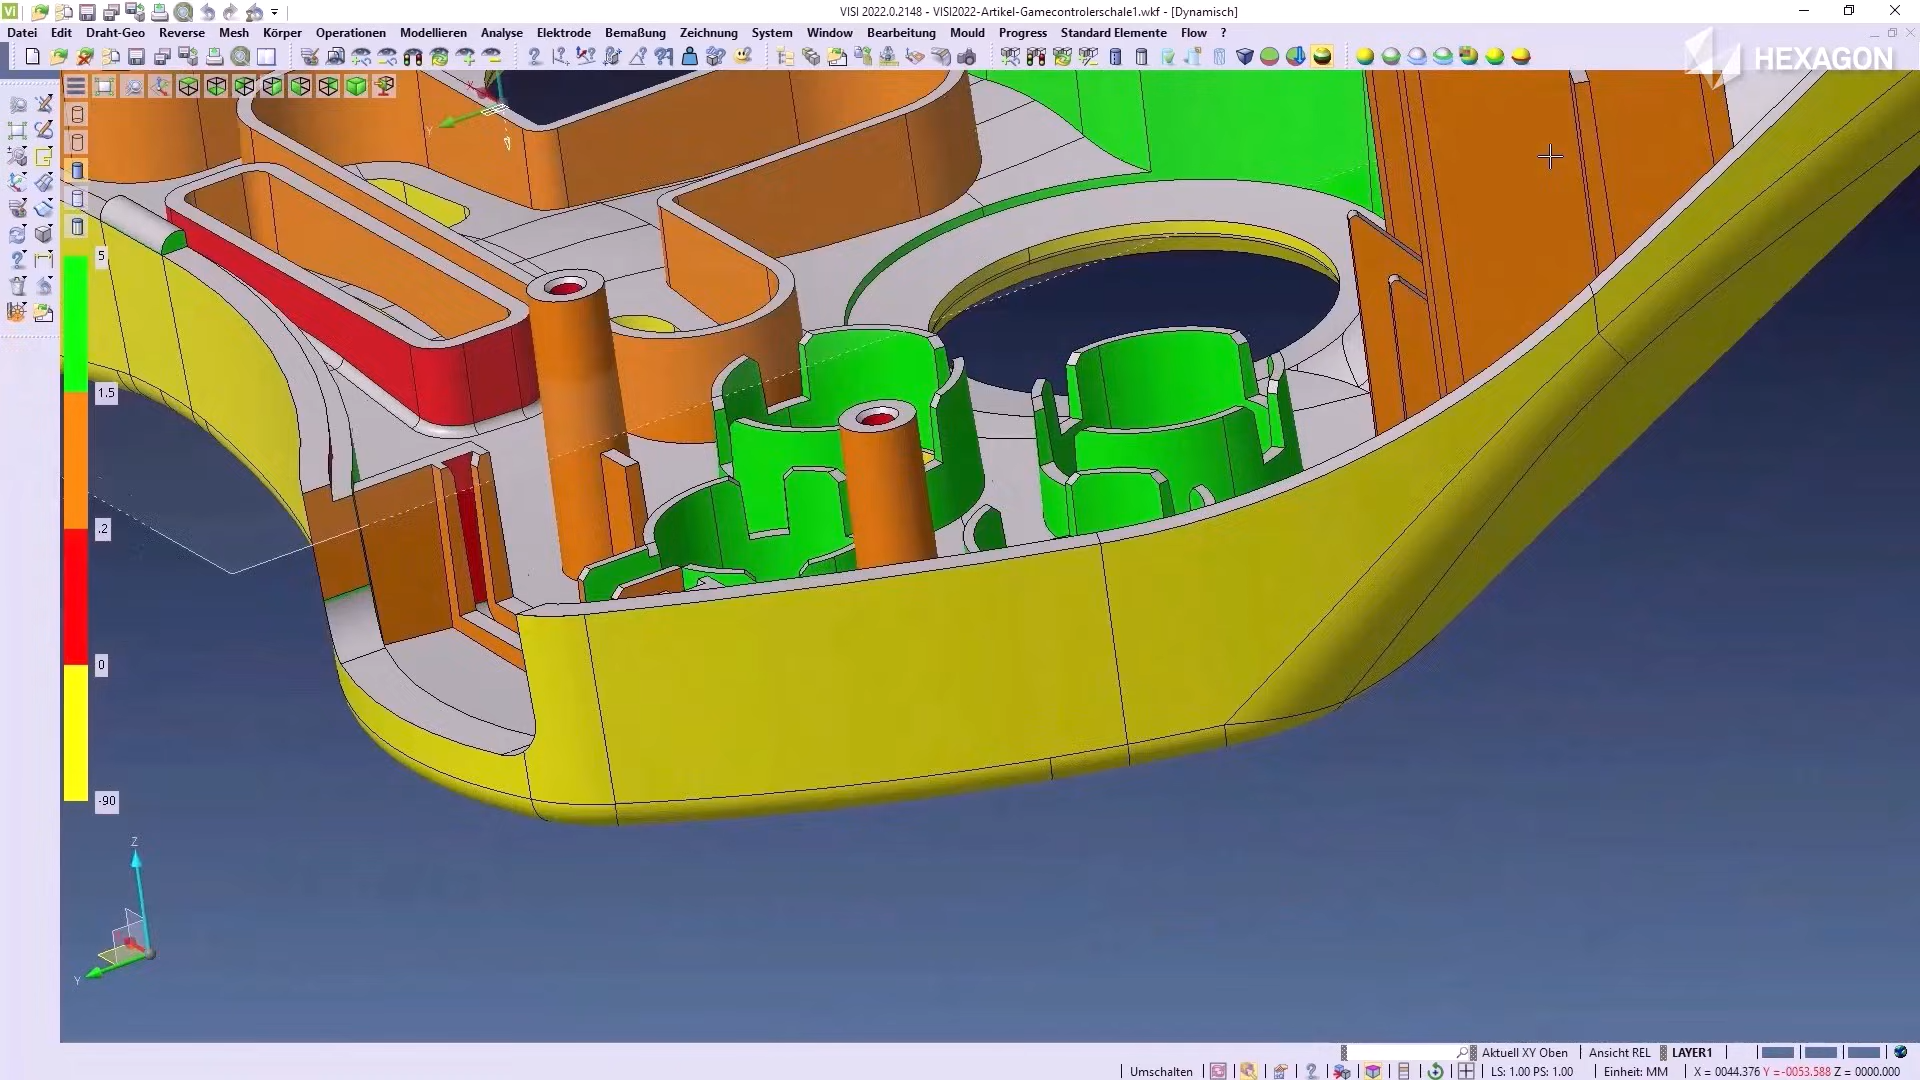 VISI 2022.0.2148 - VISI2022-Artikel-Gamecontrolerschale1.wkf - [Dynamisch]
Datei Edit Draht-Geo Reverse Mesh Körper Operationen Modellieren Analyse Elektrode Bemaßung Zeichnung System Window Bearbeitung Mould Progress Standard Elemente Flow ?
HEXAGON
Y
5
1.5
.2
0
-90
Z
Y
Aktuell XY Oben Ansicht REL LAYER1
Umschalten LS: 1.00 PS: 1.00 Einheit: MM X = 0044.376 Y =-0053.588 Z = 0000.000